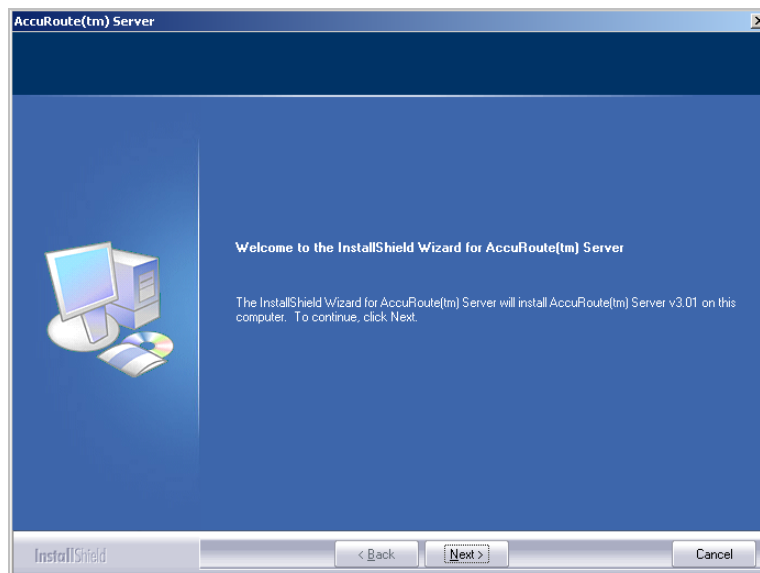 AccuRoute(tm) Server
Welcome to the InstallShield Wizard for AccuRoute(tm) Server
The InstallShield Wizard for AccuRoute(tm) Server will install AccuRoute(tm) Server v3.01 on this
computer. To continue, click Next.
InstallShield
< Back
Next >
Cancel